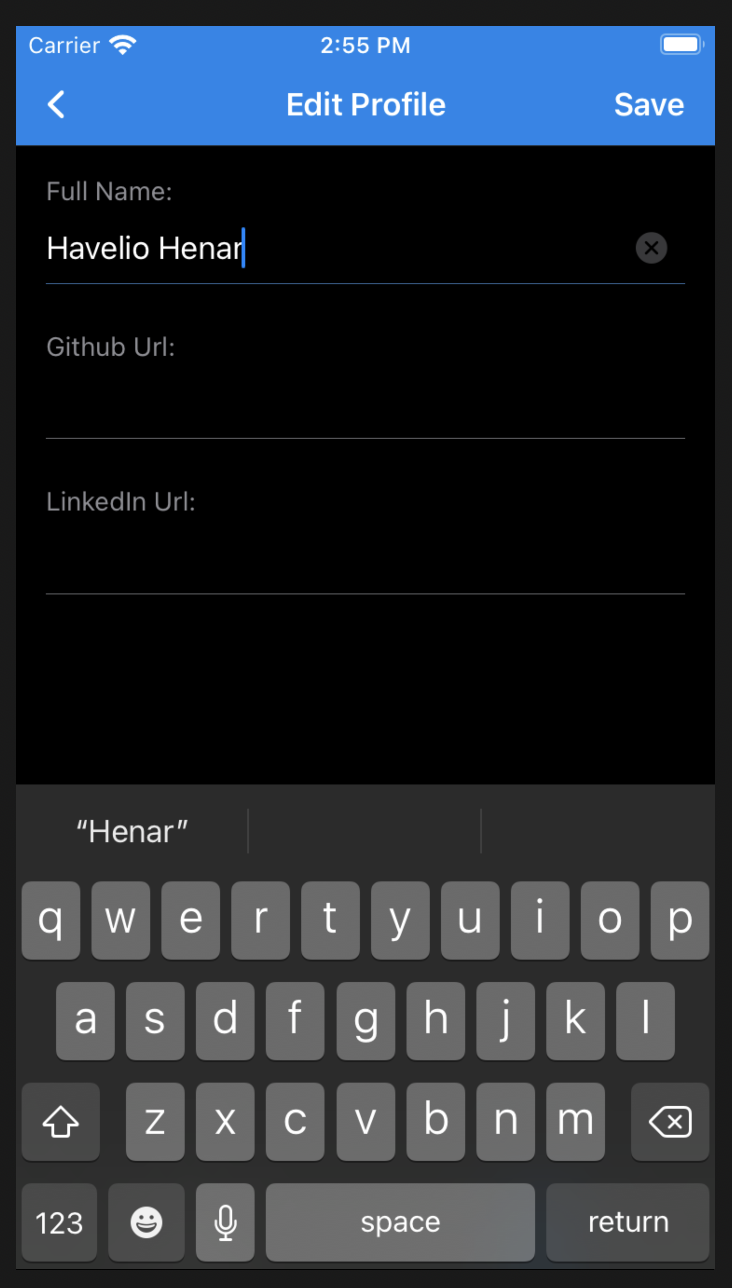 Carrier 2:55 PM
Edit Profile Save
Full Name:
Havelio Henar
Github Url:
LinkedIn Url:
“Henar”
q w e r t y u i o p
a s d f g h j k l
z x c v b n m
123 space return